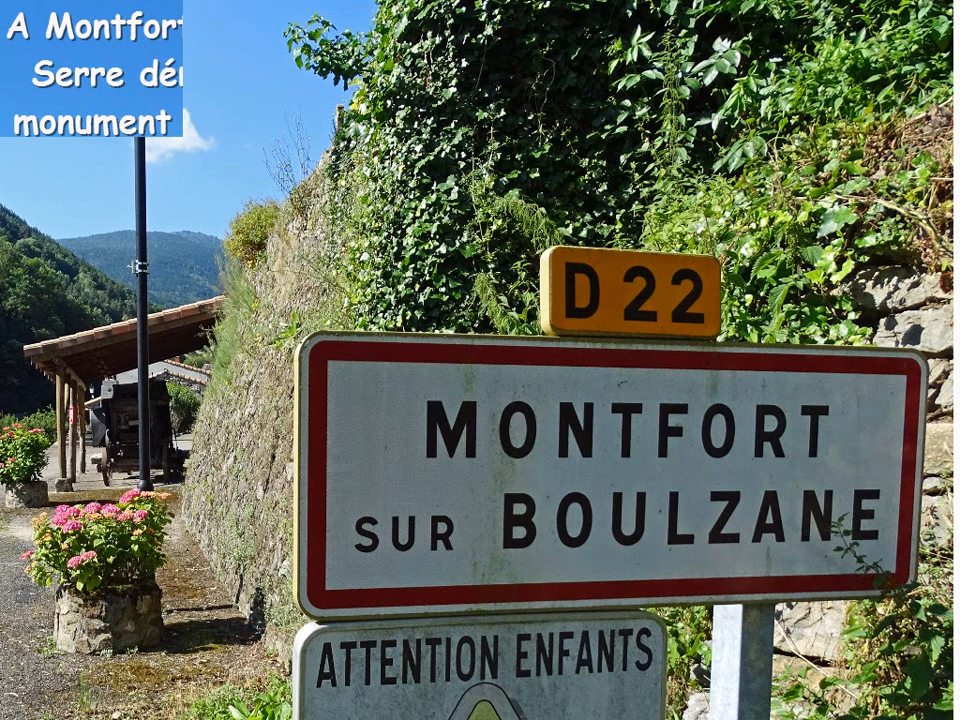 A Montfor
Serre dé
monument
D 22
MONTFORT
SUR BOULZANE
ATTENTION ENFANTS